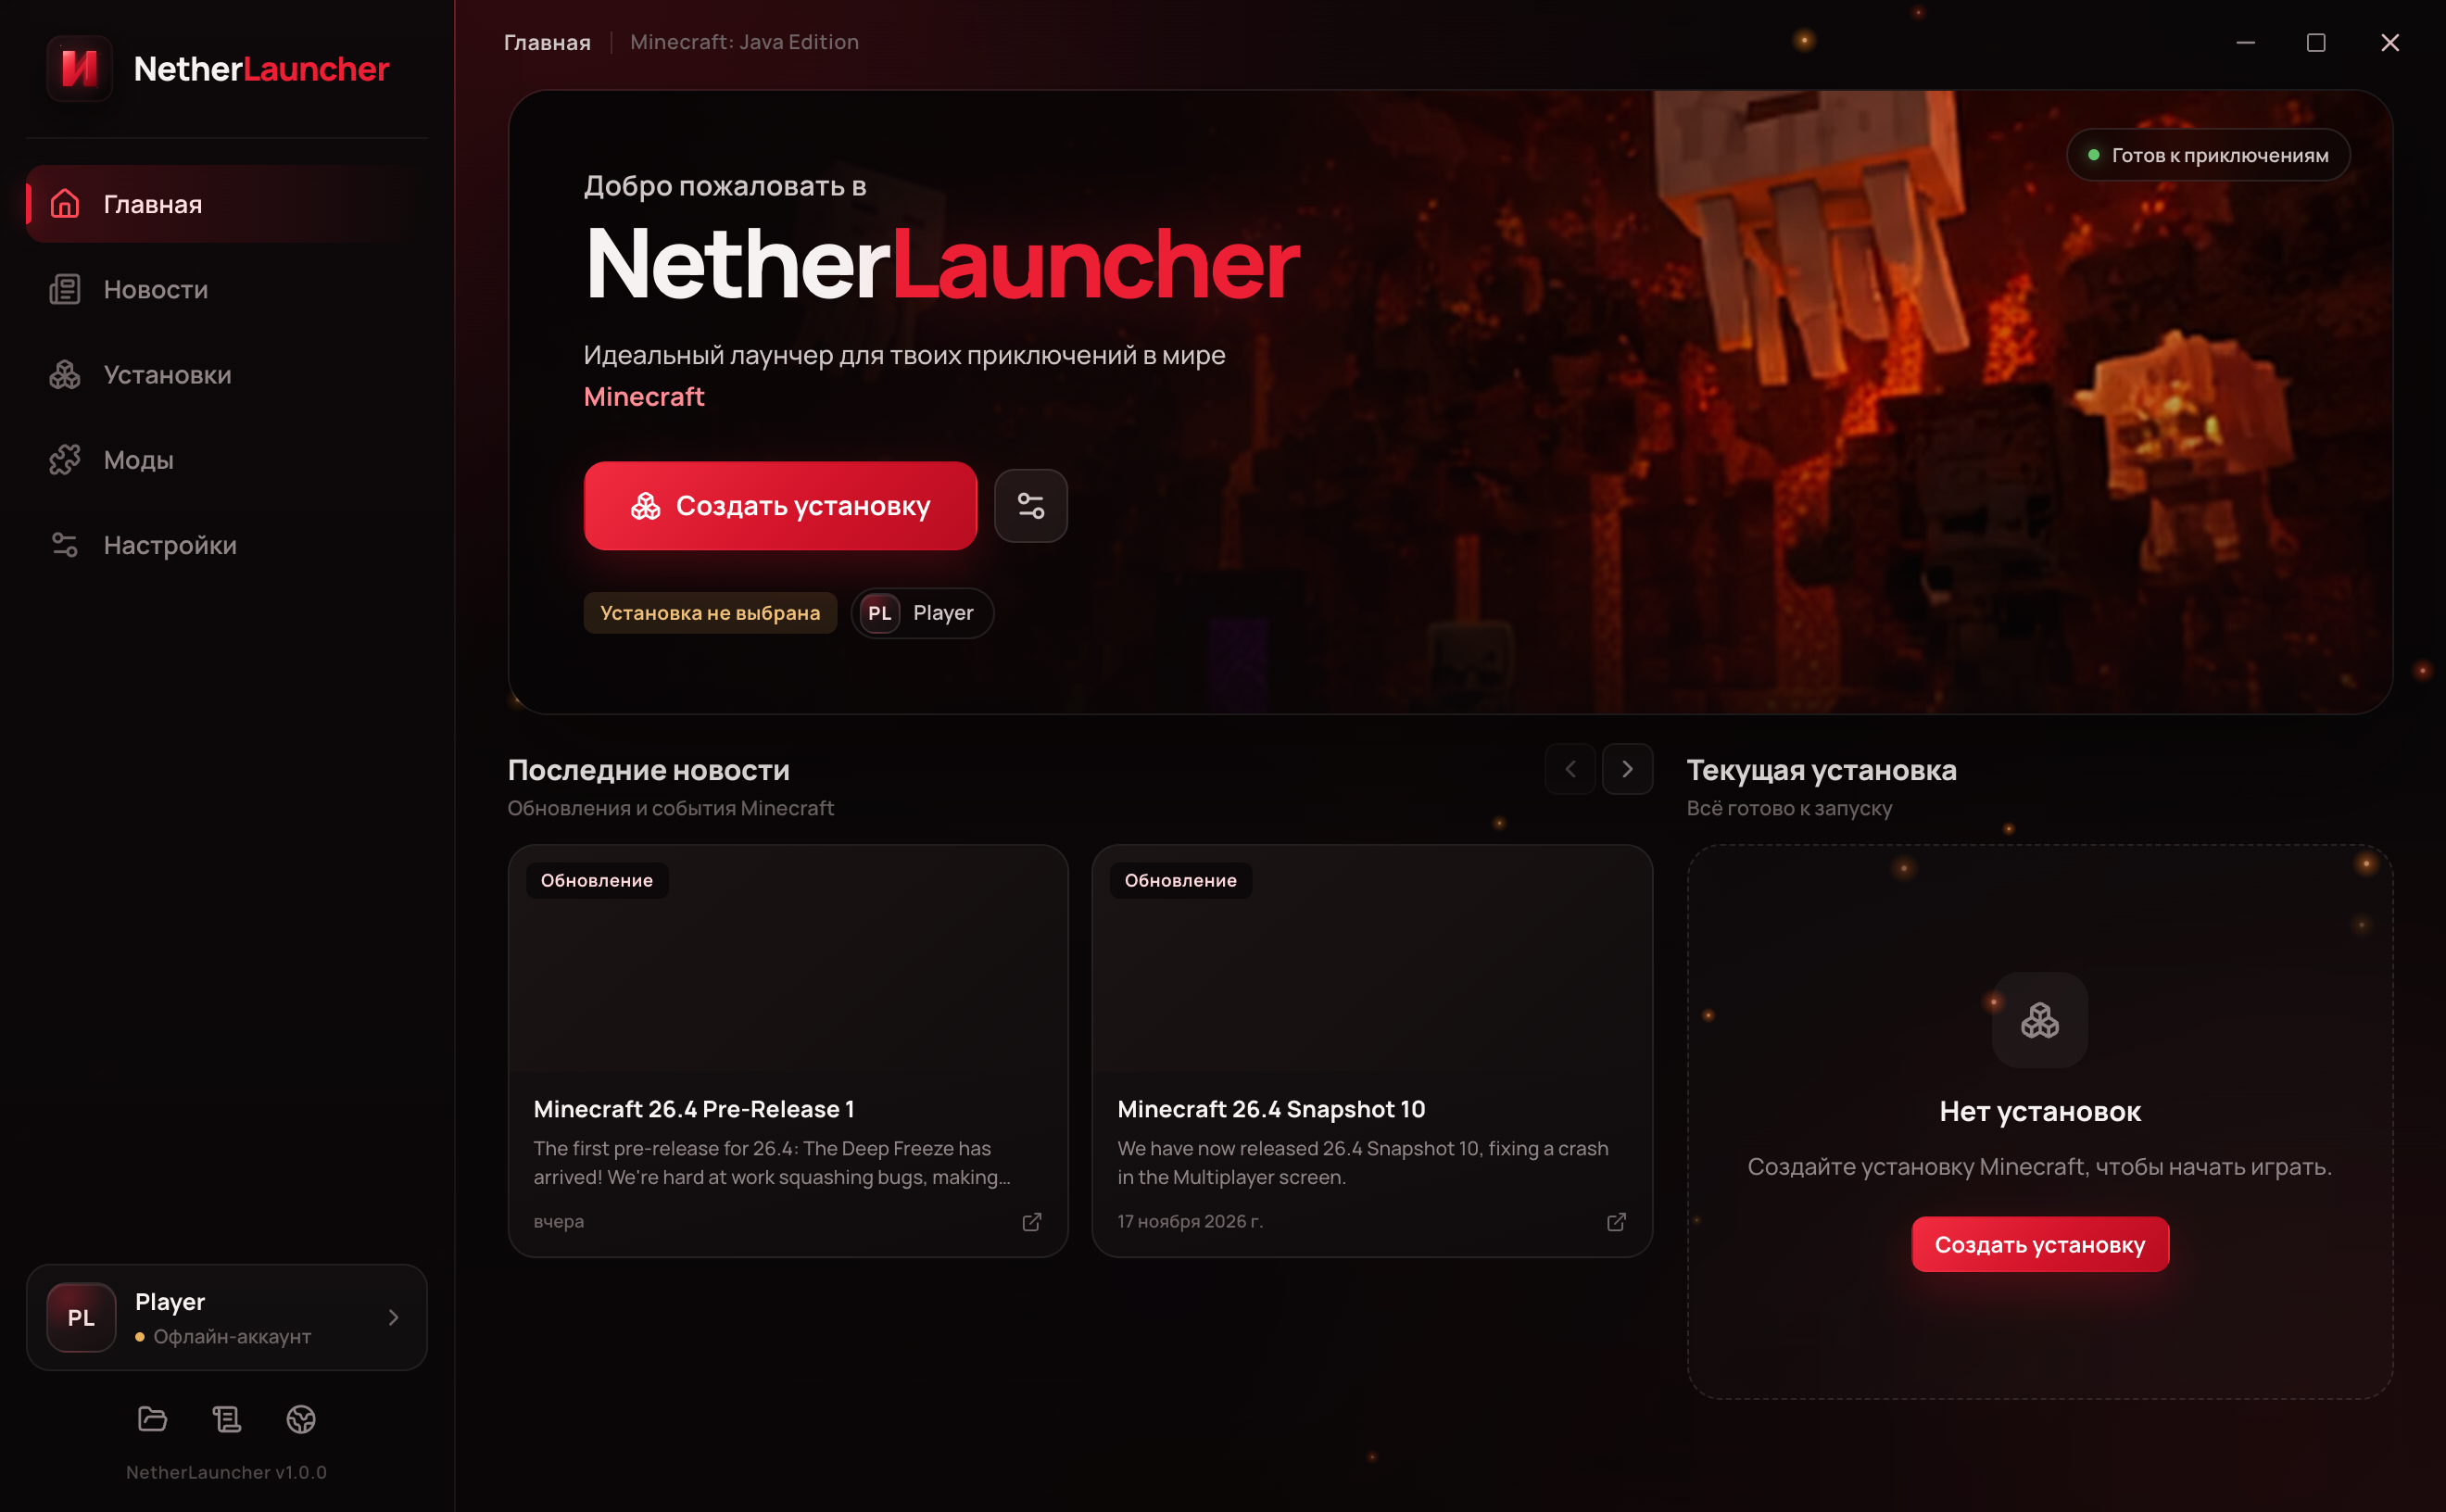 NetherLauncher
Главная
Новости
Установки
Моды
Настройки
PL
Player
Офлайн-аккаунт
NetherLauncher v1.0.0
Главная
Minecraft: Java Edition
Готов к приключениям
Добро пожаловать в
NetherLauncher
Идеальный лаунчер для твоих приключений в мире
Minecraft
Создать установку
Установка не выбрана
PL Player
Последние новости
Обновления и события Minecraft
Обновление
Minecraft 26.4 Pre-Release 1
The first pre-release for 26.4: The Deep Freeze has
arrived! We're hard at work squashing bugs, making…
вчера
Обновление
Minecraft 26.4 Snapshot 10
We have now released 26.4 Snapshot 10, fixing a crash
in the Multiplayer screen.
17 ноября 2026 г.
Текущая установка
Всё готово к запуску
Нет установок
Создайте установку Minecraft, чтобы начать играть.
Создать установку